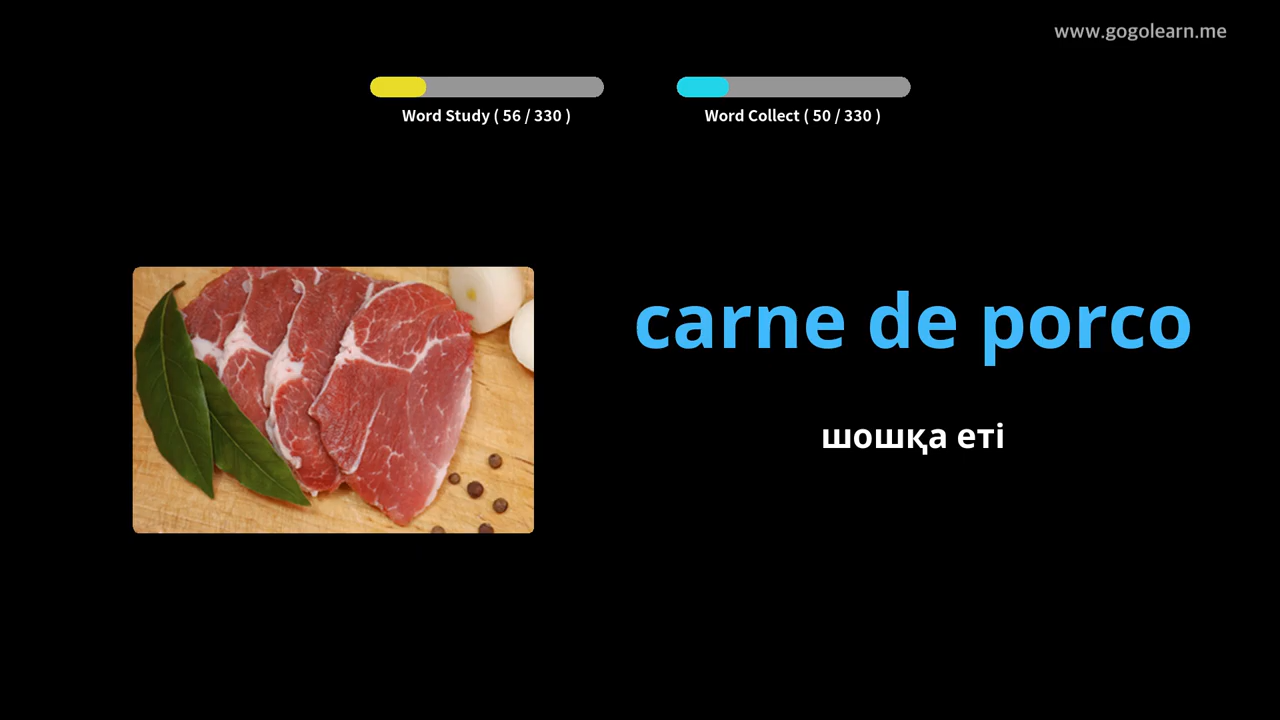 www.gogolearn.me
Word Study ( 56 / 330 )
Word Collect ( 50 / 330 )
carne de porco
шошқа еті